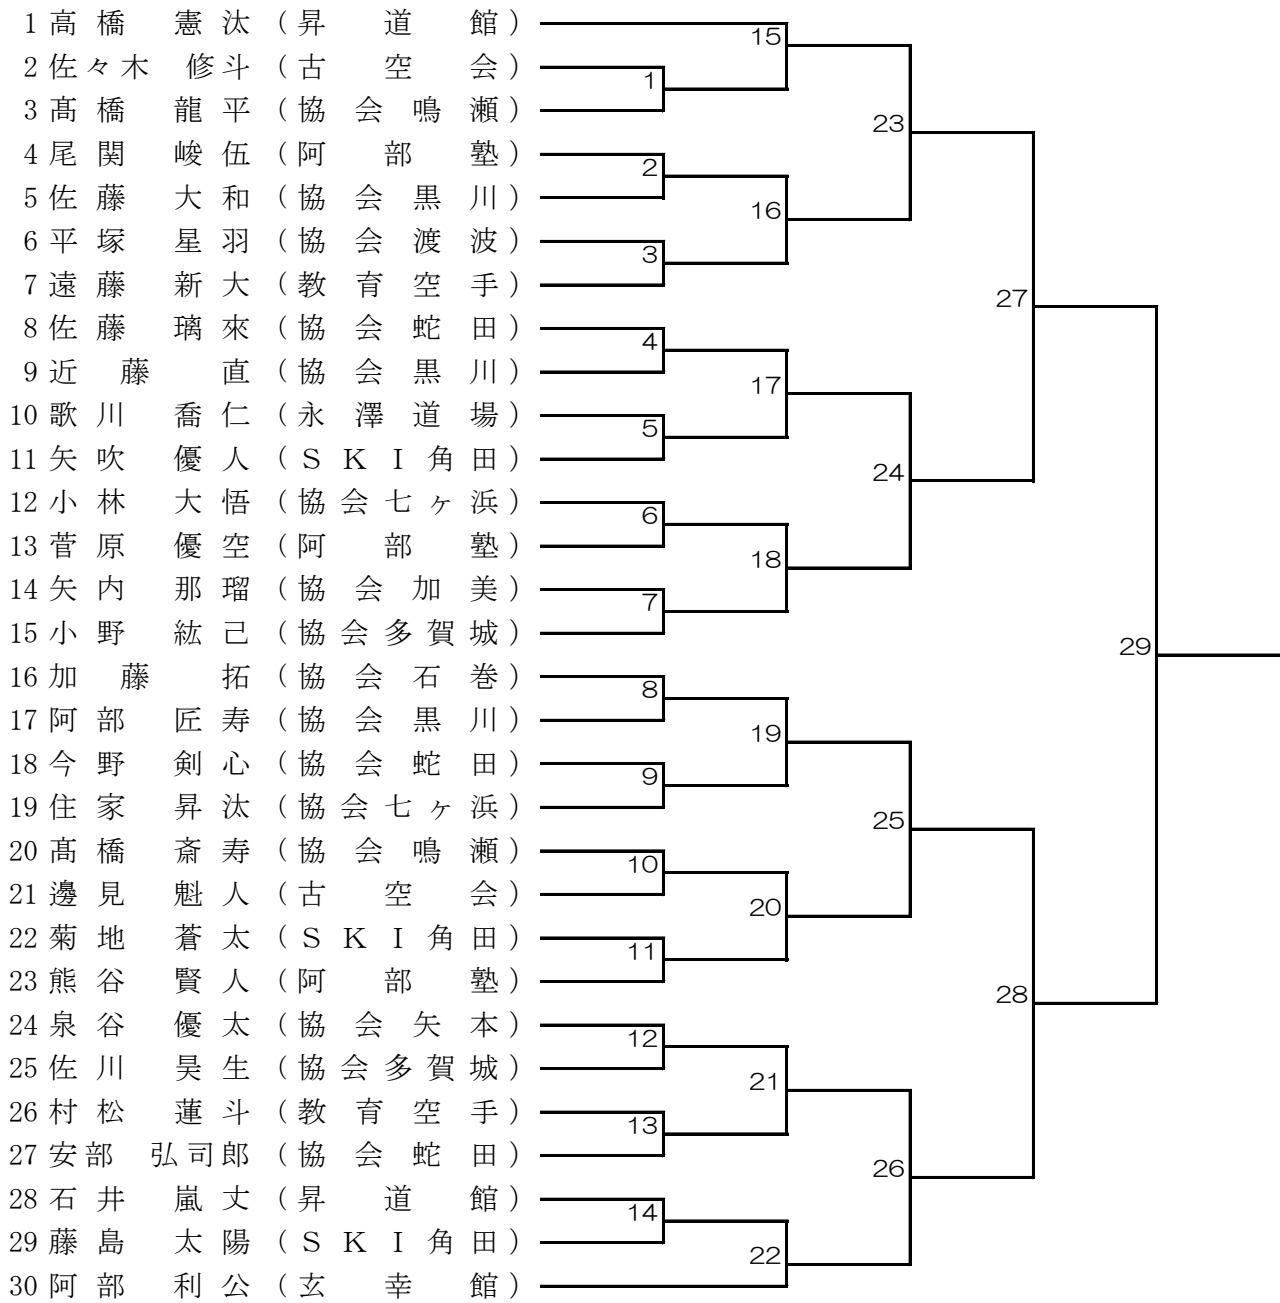 1 高橋 憲汰 (昇道館)
2 佐々木 修斗 (古空会)
3 髙橋 龍平 (協会鳴瀬)
4 尾関 峻伍 (阿部塾)
5 佐藤 大和 (協会黒川)
6 平塚 星羽 (協会渡波)
7 遠藤 新大 (教育空手)
8 佐藤 璃來 (協会蛇田)
9 近藤 直 (協会黒川)
10 歌川 喬仁 (永澤道場)
11 矢吹 優人 (SKI角田)
12 小林 大悟 (協会七ヶ浜)
13 菅原 優空 (阿部塾)
14 矢内 那瑠 (協会加美)
15 小野 紘己 (協会多賀城)
16 加藤 拓 (協会石巻)
17 阿部 匠寿 (協会黒川)
18 今野 剣心 (協会蛇田)
19 住家 昇汰 (協会七ヶ浜)
20 髙橋 斎寿 (協会鳴瀬)
21 邊見 魁人 (古空会)
22 菊地 蒼太 (SKI角田)
23 熊谷 賢人 (阿部塾)
24 泉谷 優太 (協会矢本)
25 佐川 昊生 (協会多賀城)
26 村松 蓮斗 (教育空手)
27 安部 弘司郎 (協会蛇田)
28 石井 嵐丈 (昇道館)
29 藤島 太陽 (SKI角田)
30 阿部 利公 (玄幸館)
1
2
3
4
5
6
7
8
9
10
11
12
13
14
15
16
17
18
19
20
21
22
23
24
25
26
27
28
29